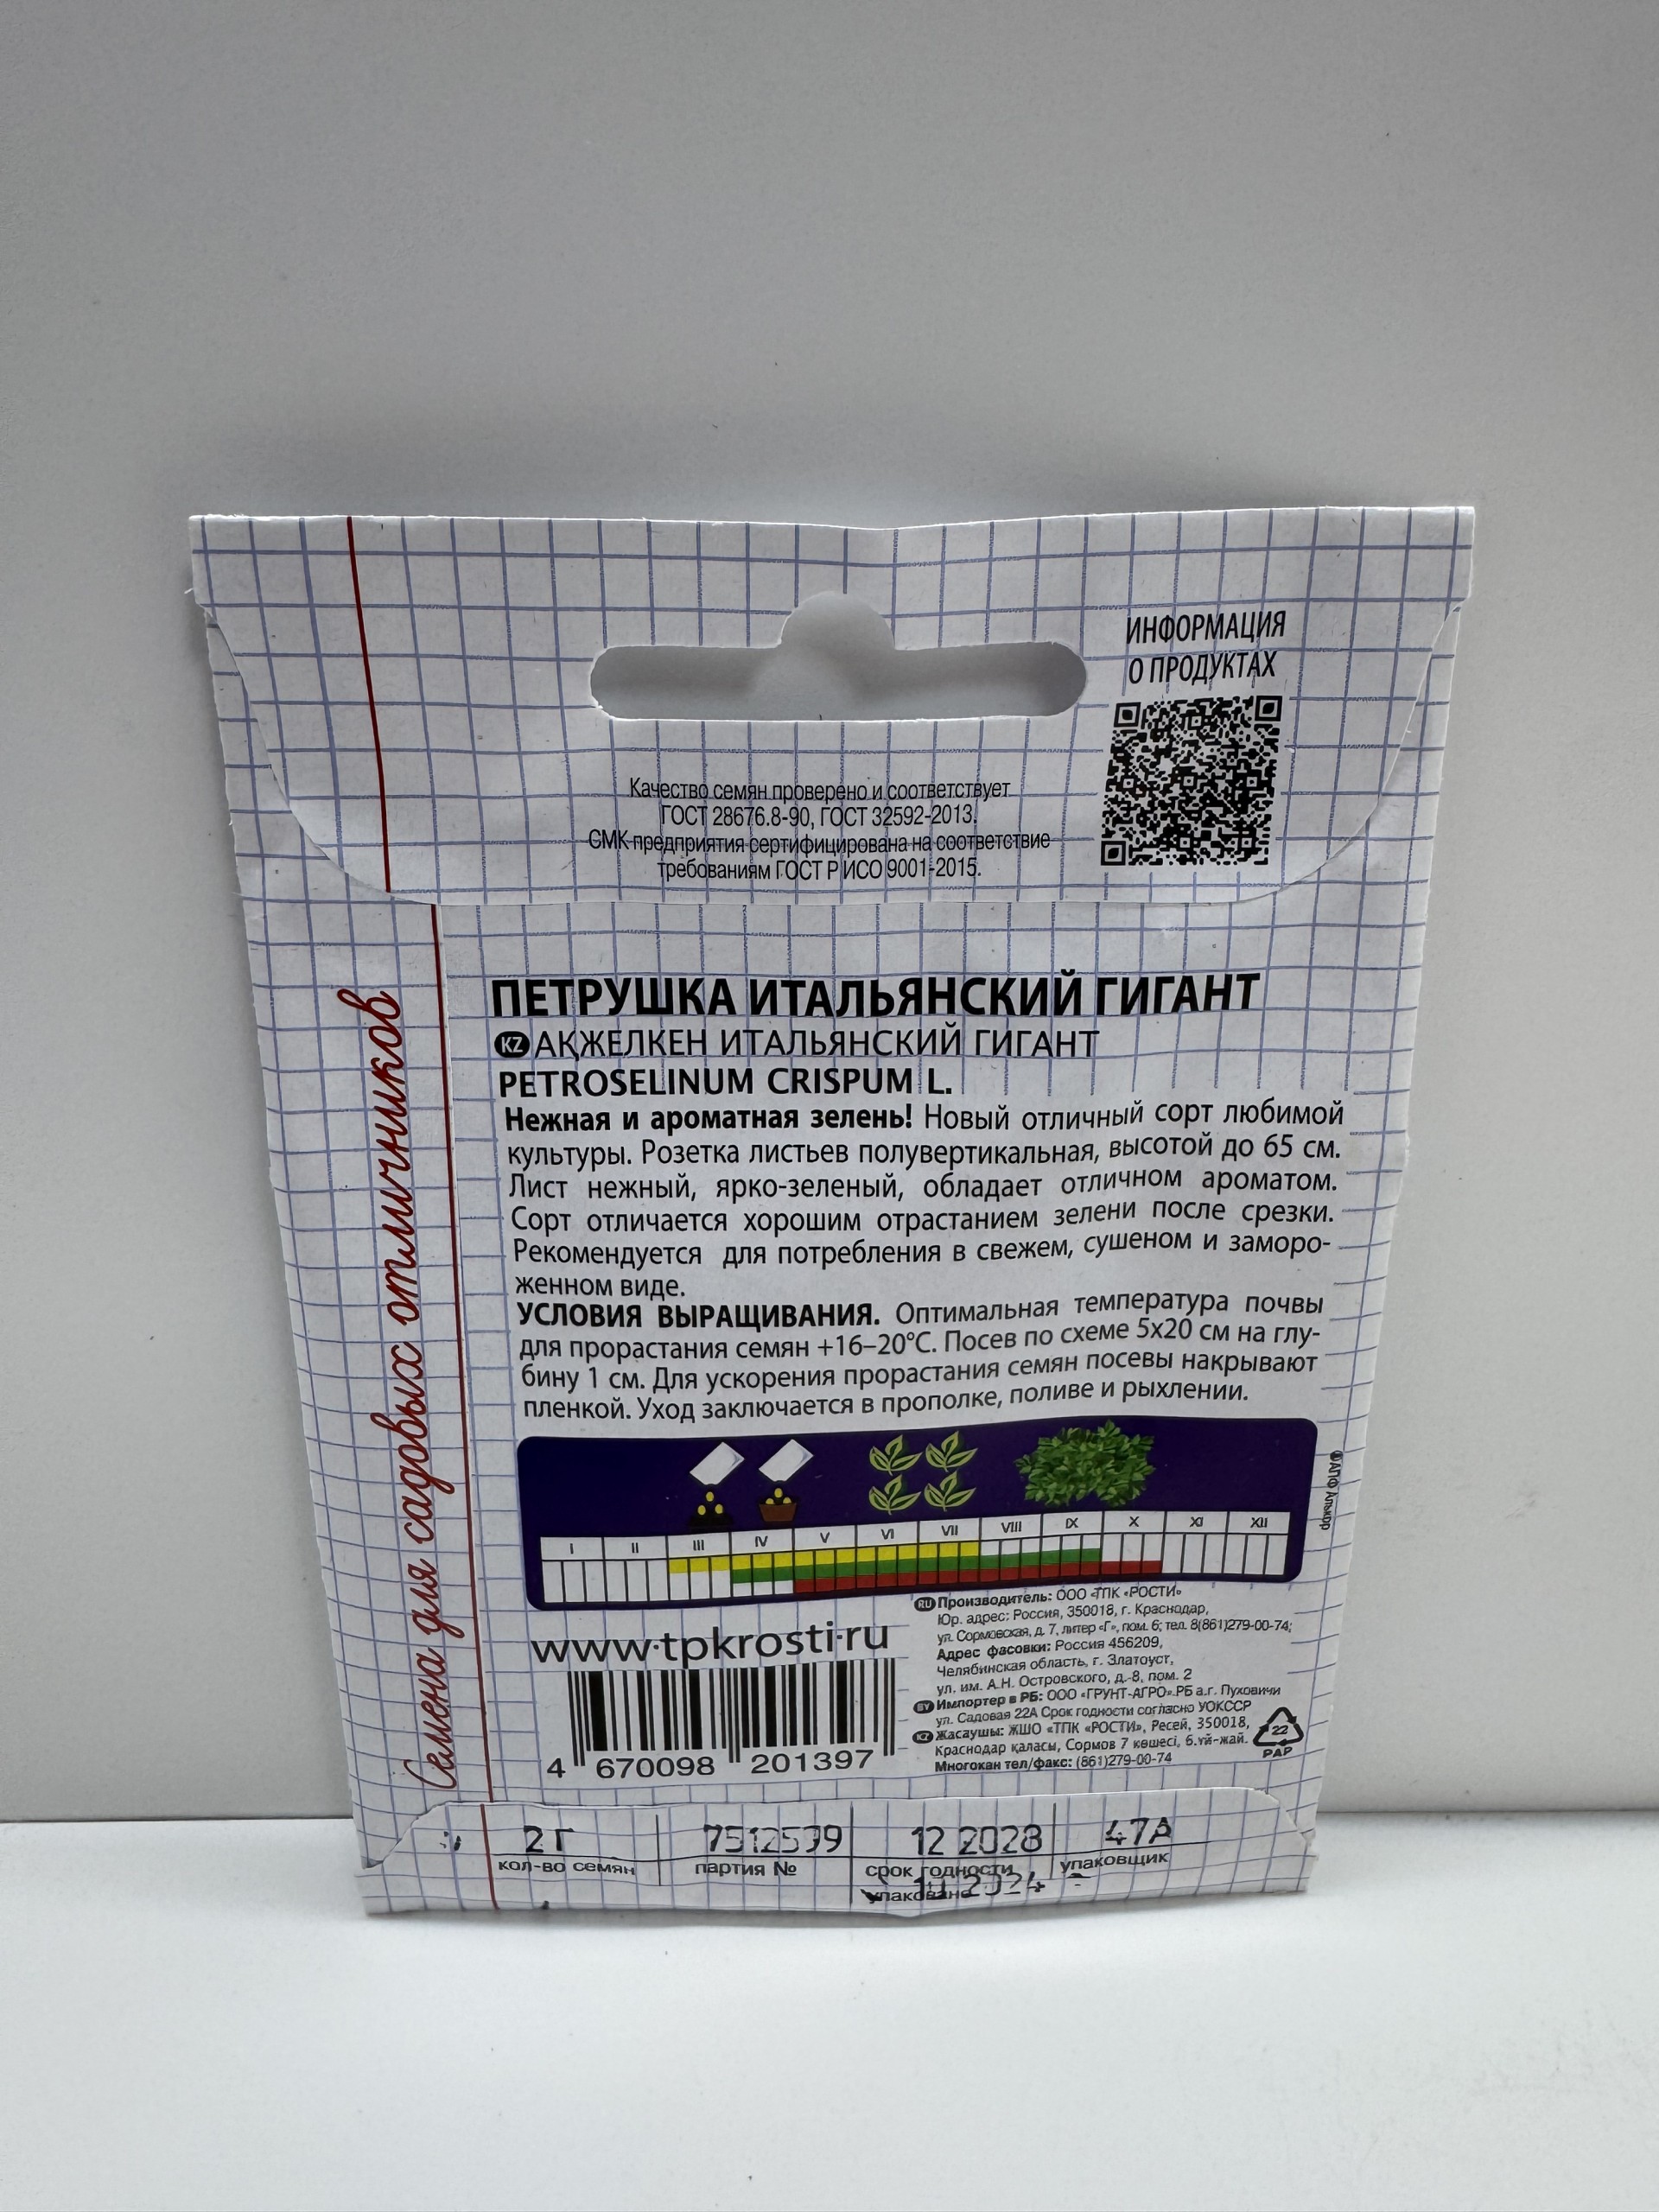 ИНФОРМАЦИЯ
О ПРОДУКТАХ
Качество семян проверено и соответствует
ГОСТ 28676.8-90, ГОСТ 32592-2013.
СМК предприятия сертифицирована на соответствие
требованиям ГОСТ Р ИСО 9001-2015.
Семена для садовых отличников
ПЕТРУШКА ИТАЛЬЯНСКИЙ ГИГАНТ
KZ АҚЖЕЛКЕН ИТАЛЬЯНСКИЙ ГИГАНТ
PETROSELINUM CRISPUM L.
Нежная и ароматная зелень! Новый отличный сорт любимой
культуры. Розетка листьев полувертикальная, высотой до 65 см.
Лист нежный, ярко-зеленый, обладает отличном ароматом.
Сорт отличается хорошим отрастанием зелени после срезки.
Рекомендуется для потребления в свежем, сушеном и заморо-
женном виде.
УСЛОВИЯ ВЫРАЩИВАНИЯ. Оптимальная температура почвы
для прорастания семян +16–20°С. Посев по схеме 5х20 см на глу-
бину 1 см. Для ускорения прорастания семян посевы накрывают
пленкой. Уход заключается в прополке, поливе и рыхлении.
I II III IV V VI VII VIII IX X XI XII
©АПФ Алькор
www.tpkrosti.ru
4 670098 201397
RU Производитель: ООО «ТПК «РОСТИ»
Юр. адрес: Россия, 350018, г. Краснодар,
ул. Сормовская, д. 7, литер «Г», пом. 6; тел. 8(861)279-00-74;
Адрес фасовки: Россия 456209,
Челябинская область, г. Златоуст,
ул. им. А.Н. Островского, д.-8, пом. 2
BY Импортер в РБ: ООО «ГРУНТ-АГРО».РБ а.г. Пуховичи
ул. Садовая 22А Срок годности согласно УОКССР
KZ Жасаушы: ЖШО «ТПК «РОСТИ», Ресей, 350018,
Краснодар қаласы, Сормов 7 көшесі, 6.үй-жай.
Многокан тел/факс: (861)279-00-74
22
PAP
2 г 12 2028 47А
кол-во семян партия № срок годности упаковщик
упаковано 2024